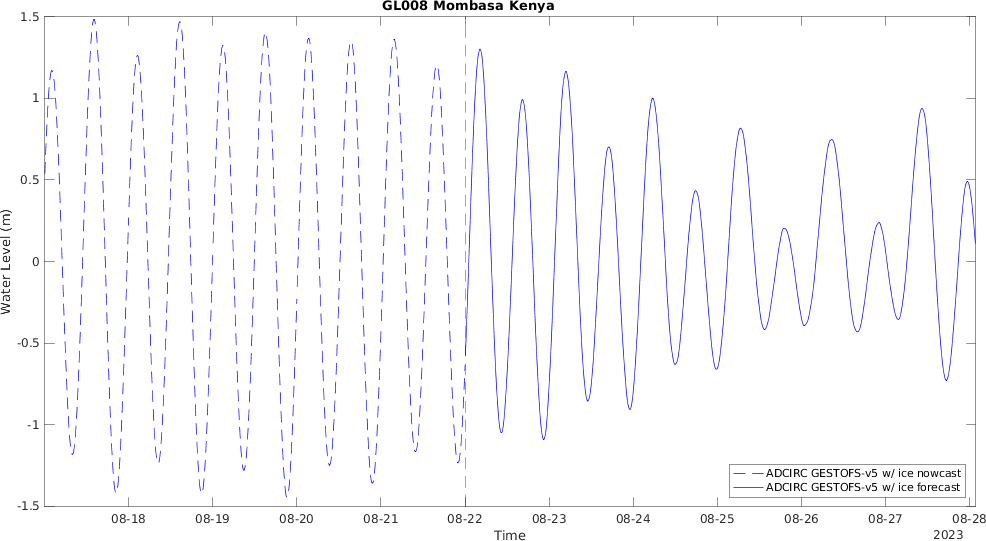 GL008 Mombasa Kenya
1.5
1
0.5
0
-0.5
-1
-1.5
Water Level (m)
08-18 08-19 08-20 08-21 08-22 08-23 08-24 08-25 08-26 08-27 08-28
Time
2023
ADCIRC GESTOFS-v5 w/ ice nowcast
ADCIRC GESTOFS-v5 w/ ice forecast